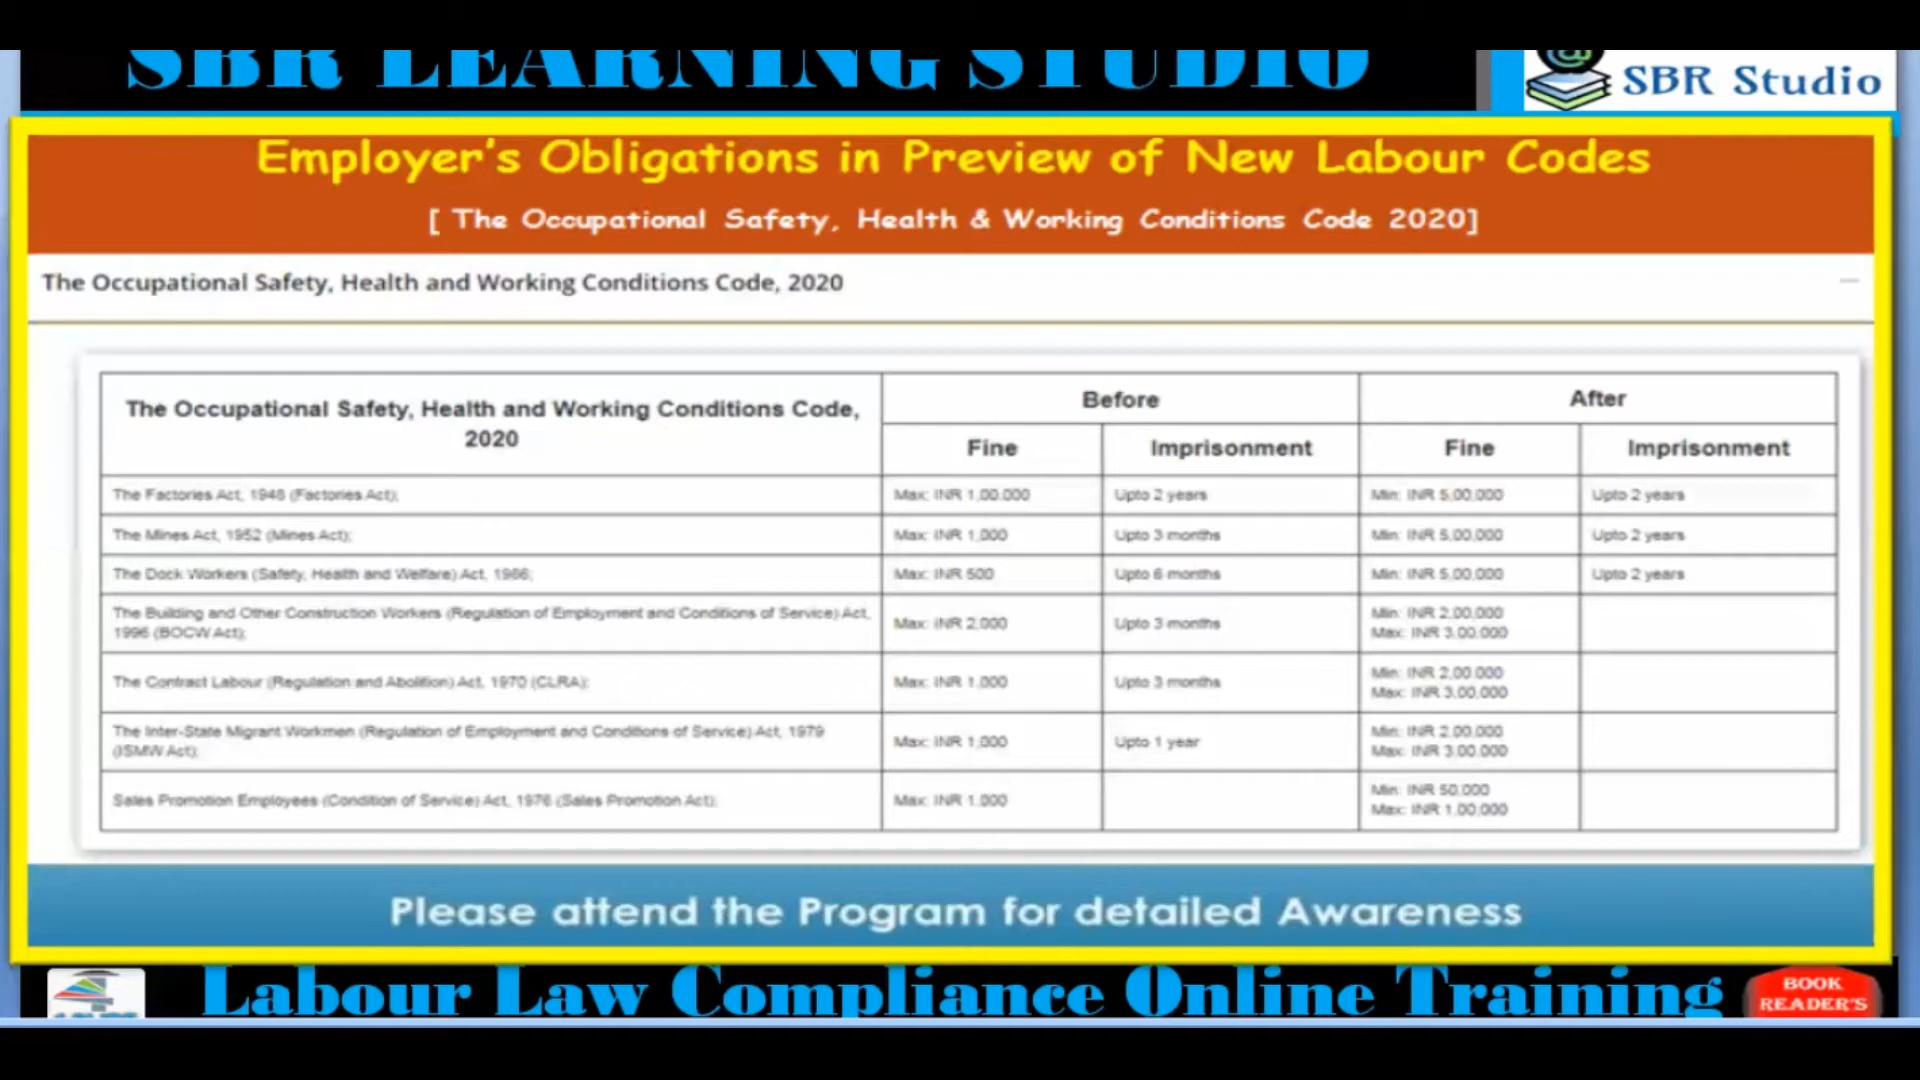 SBR LEARNING STUDIO
SBR Studio
Employer's Obligations in Preview of New Labour Codes
[ The Occupational Safety, Health & Working Conditions Code 2020]
The Occupational Safety, Health and Working Conditions Code, 2020
The Occupational Safety, Health and Working Conditions Code,
2020
Before
After
Fine
Imprisonment
Fine
Imprisonment
The Factories Act, 1948 (Factories Act);
Max: INR 1,00,000
Upto 2 years
Min: INR 5,00,000
Upto 2 years
The Mines Act, 1952 (Mines Act);
Max: INR 1,000
Upto 3 months
Min: INR 5,00,000
Upto 2 years
The Dock Workers (Safety, Health and Welfare) Act, 1986;
Max: INR 500
Upto 6 months
Min: INR 5,00,000
Upto 2 years
The Building and Other Construction Workers (Regulation of Employment and Conditions of Service) Act,
1996 (BOCW Act);
Max: INR 2,000
Upto 3 months
Min: INR 2,00,000
Max: INR 3,00,000
The Contract Labour (Regulation and Abolition) Act, 1970 (CLRA);
Max: INR 1,000
Upto 3 months
Min: INR 2,00,000
Max: INR 3,00,000
The Inter-State Migrant Workmen (Regulation of Employment and Conditions of Service) Act, 1979
(ISMW Act);
Max: INR 1,000
Upto 1 year
Min: INR 2,00,000
Max: INR 3,00,000
Sales Promotion Employees (Condition of Service) Act, 1976 (Sales Promotion Act);
Max: INR 1,000
Min: INR 50,000
Max: INR 1,00,000
Please attend the Program for detailed Awareness
Labour Law Compliance Online Training
BOOK
READER'S